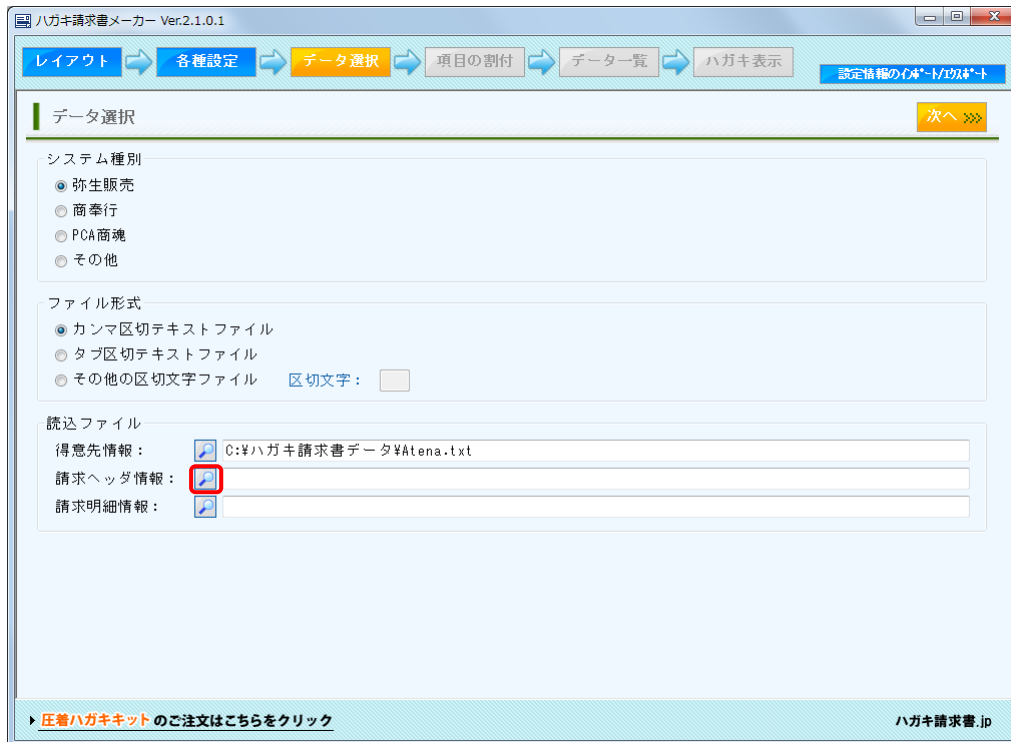 ハガキ請求書メーカー Ver.2.1.0.1
レイアウト 各種設定 データ選択 項目の割付 データ一覧 ハガキ表示
設定情報のｲﾝﾎﾟｰﾄ/ｴｸｽﾎﾟｰﾄ
データ選択 次へ >>>
システム種別
弥生販売
商奉行
PCA商魂
その他
ファイル形式
カンマ区切テキストファイル
タブ区切テキストファイル
その他の区切文字ファイル 区切文字：
読込ファイル
得意先情報： C:¥ハガキ請求書データ¥Atena.txt
請求ヘッダ情報：
請求明細情報：
圧着ハガキキットのご注文はこちらをクリック ハガキ請求書.jp